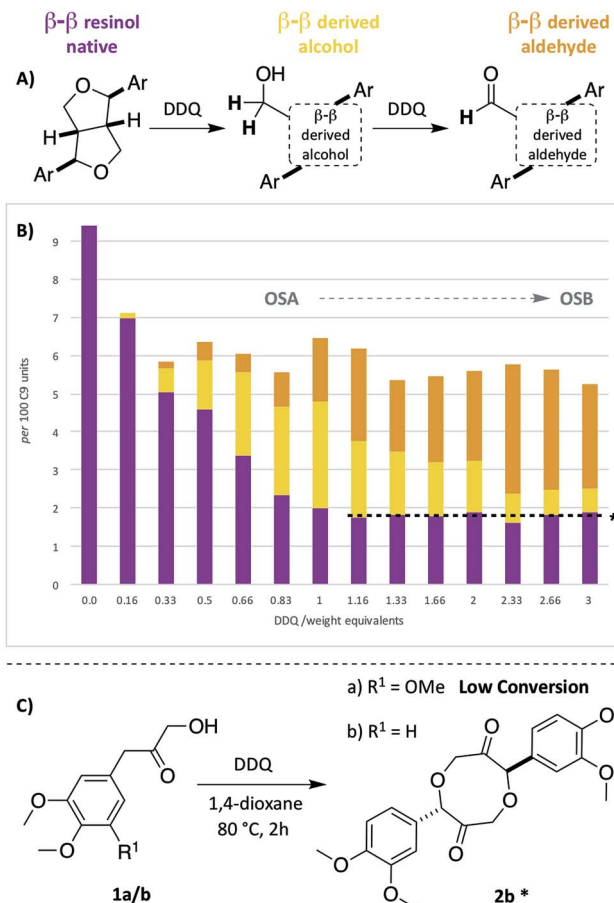 β-β resinol β-β derived β-β derived
native alcohol aldehyde
A)
O Ar
H H
Ar O
DDQ
OH
H
H
Ar
β-β
derived
alcohol
Ar
DDQ
O
H
Ar
β-β
derived
aldehyde
Ar
B)
per 100 C9 units
9
8
7
6
5
4
3
2
1
0
OSA OSB
*
0.0 0.16 0.33 0.5 0.66 0.83 1 1.16 1.33 1.66 2 2.33 2.66 3
DDQ /weight equivalents
C)
a) R1 = OMe Low Conversion
b) R1 = H
OH
O
O
O
R1
1a/b
DDQ
1,4-dioxane
80 °C, 2h
O
O
O
O
O
O
O
O
2b *